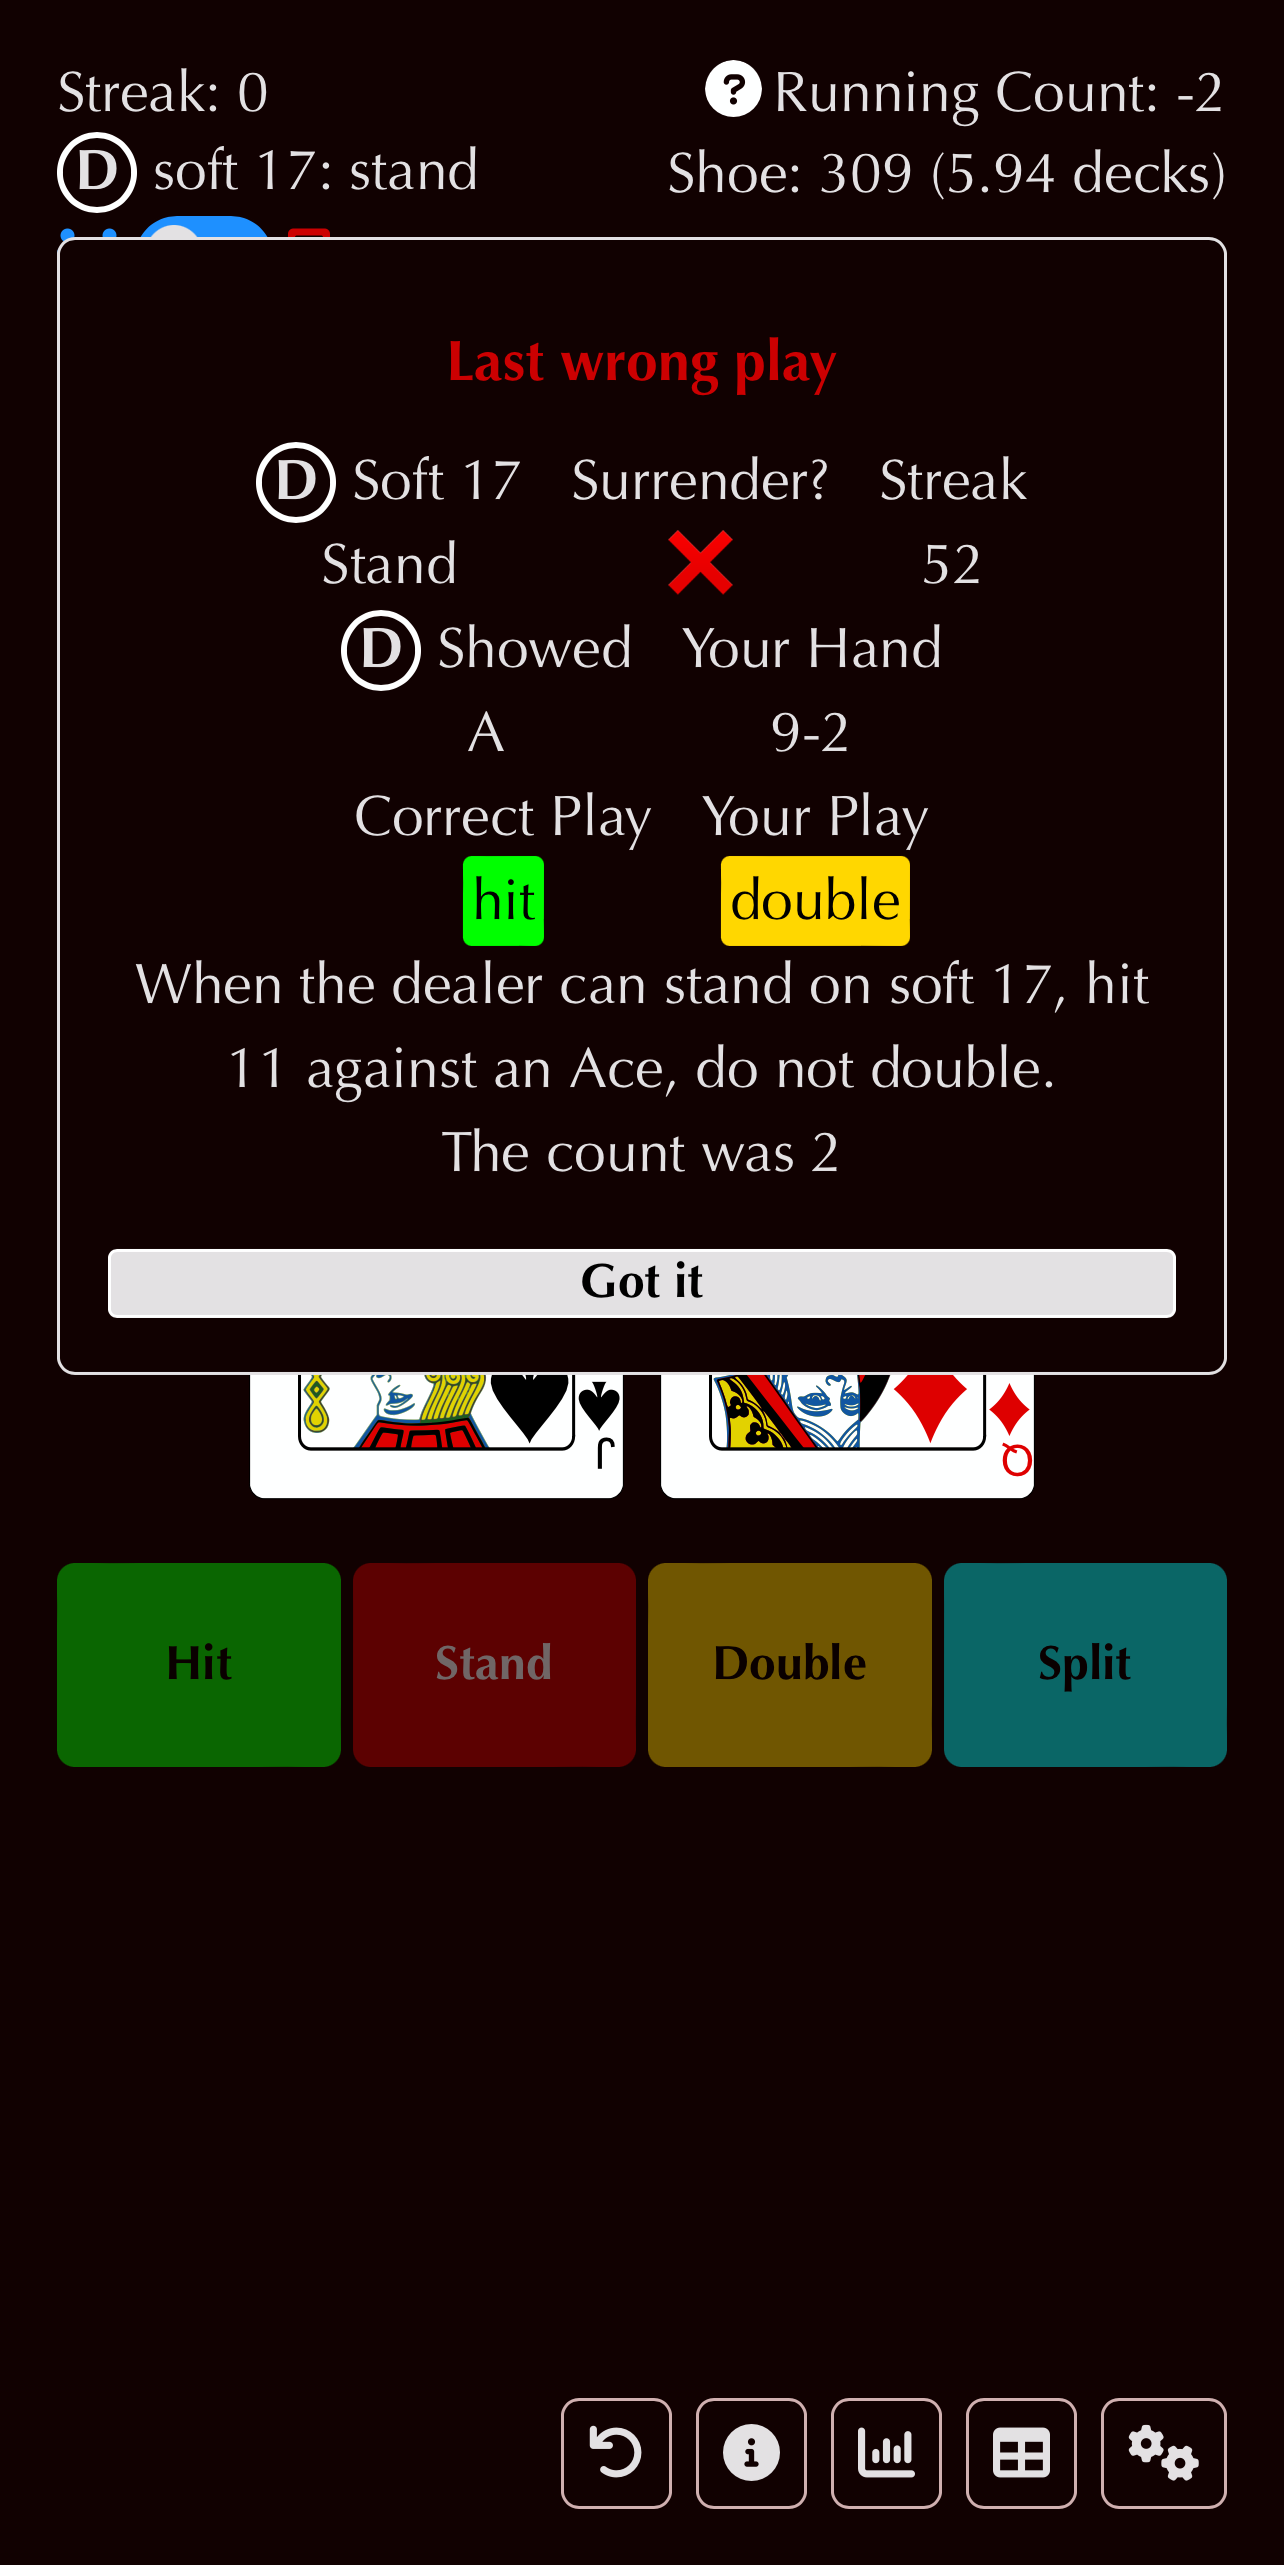 Streak: 0
? Running Count: -2
D soft 17: stand
Shoe: 309 (5.94 decks)
Last wrong play
D Soft 17 Surrender? Streak
Stand ❌ 52
D Showed Your Hand
A 9-2
Correct Play Your Play
hit double
When the dealer can stand on soft 17, hit
11 against an Ace, do not double.
The count was 2
Got it
J Q
Hit Stand Double Split